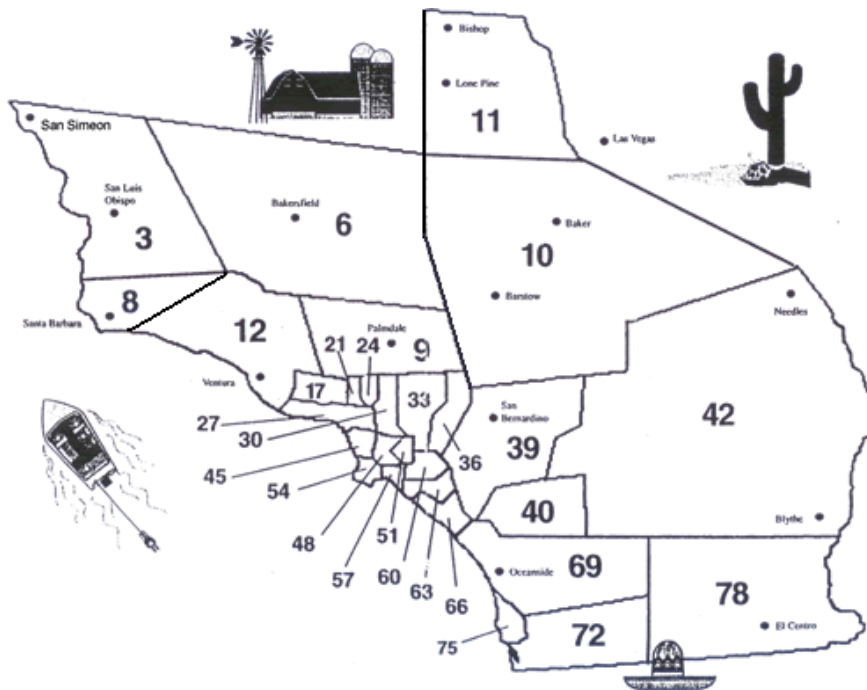 Bishop
Lone Pine
11
Las Vegas
San Simeon
San Luis
Obispo
3
Bakersfield
6
Baker
10
Barstow
8
Santa Barbara
12
Needles
Palmdale
9
21
24
Ventura
17
33
42
San
Bernardino
27
30
39
36
45
54
40
Blythe
48
51
57
60
63
66
Oceanside
69
78
75
72
El Centro